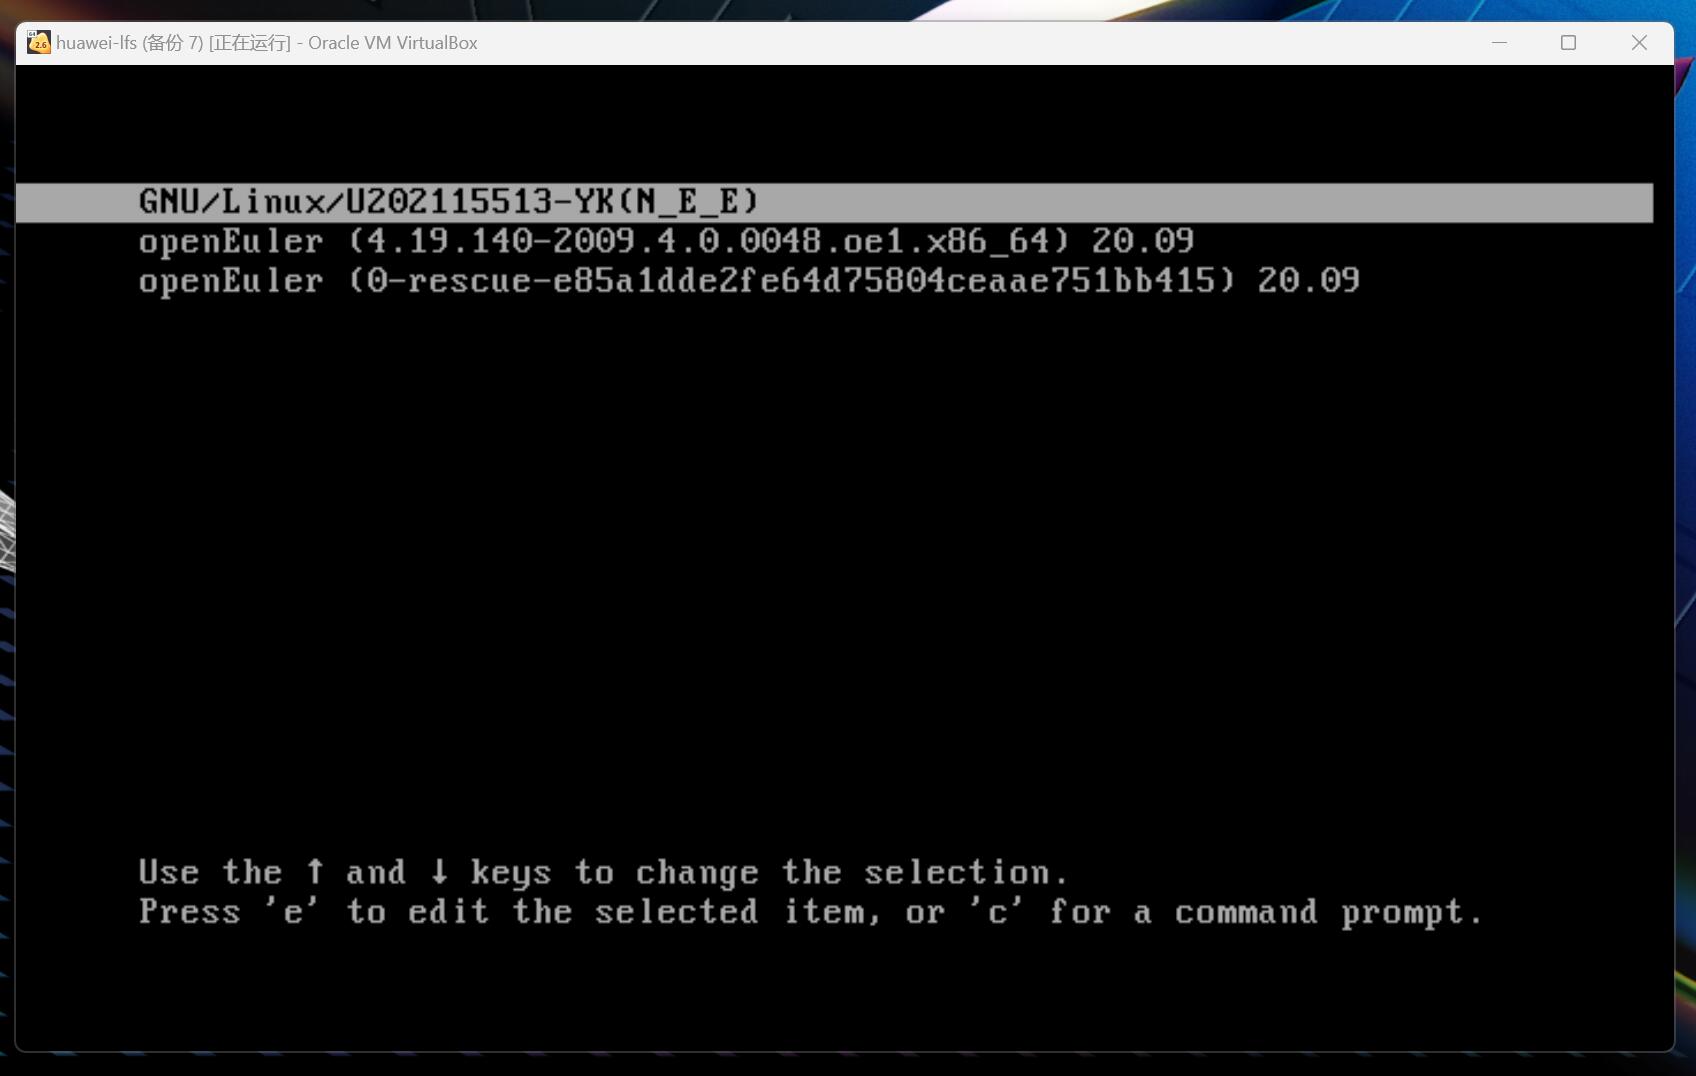 huawei-lfs (备份 7) [正在运行] - Oracle VM VirtualBox
GNU/Linux/U202115513-YK(N_E_E)
openEuler (4.19.140-2009.4.0.0048.oe1.x86_64) 20.09
openEuler (0-rescue-e85a1dde2fe64d75804ceaae751bb415) 20.09
Use the ↑ and ↓ keys to change the selection.
Press 'e' to edit the selected item, or 'c' for a command prompt.